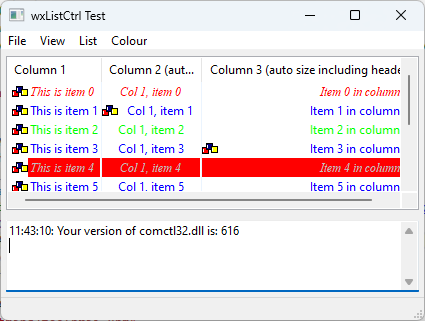 wxListCtrl Test
File View List Colour
Column 1 Column 2 (aut... Column 3 (auto size including heade
This is item 0 Col 1, item 0 Item 0 in column
This is item 1 Col 1, item 1 Item 1 in column
This is item 2 Col 1, item 2 Item 2 in column
This is item 3 Col 1, item 3 Item 3 in column
This is item 4 Col 1, item 4 Item 4 in column
This is item 5 Col 1, item 5 Item 5 in column
11:43:10: Your version of comctl32.dll is: 616